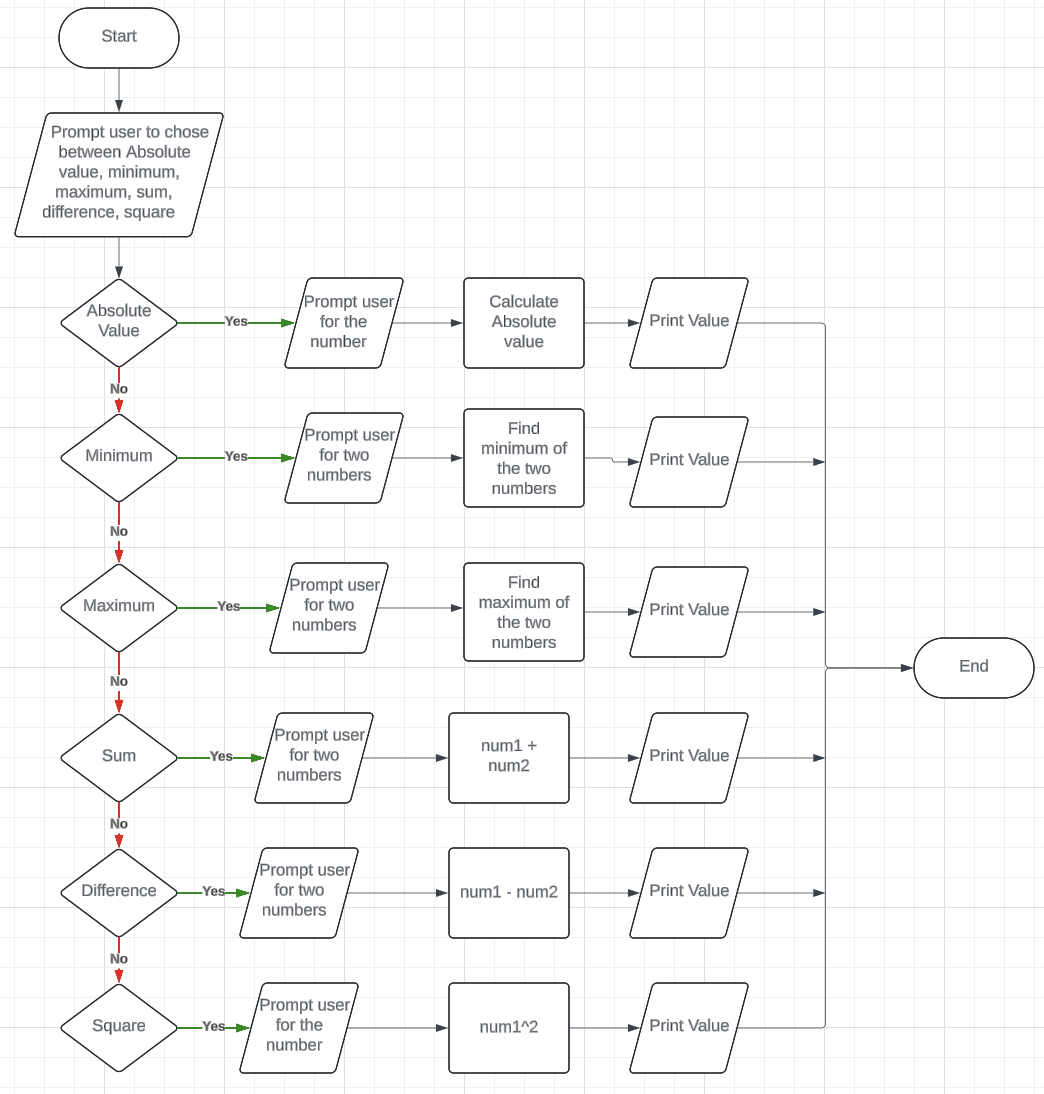 Start
Prompt user to chose
between Absolute
value, minimum,
maximum, sum,
difference, square
Absolute
Value
Yes
Prompt user
for the
number
Calculate
Absolute
value
Print Value
No
Minimum
Yes
Prompt user
for two
numbers
Find
minimum of
the two
numbers
Print Value
No
Maximum
Yes
Prompt user
for two
numbers
Find
maximum of
the two
numbers
Print Value
End
No
Sum
Yes
Prompt user
for two
numbers
num1 +
num2
Print Value
No
Difference
Yes
Prompt user
for two
numbers
num1 - num2
Print Value
No
Square
Yes
Prompt user
for the
number
num1^2
Print Value